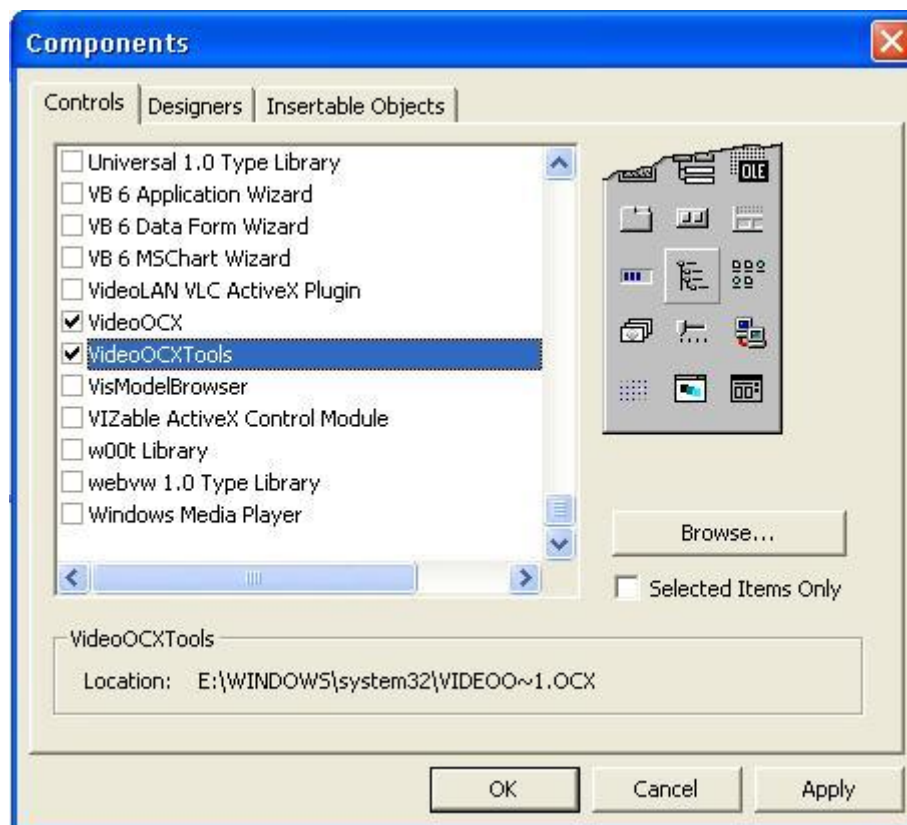 Components
Controls Designers Insertable Objects
Universal 1.0 Type Library
VB 6 Application Wizard
VB 6 Data Form Wizard
VB 6 MSChart Wizard
VideoLAN VLC ActiveX Plugin
VideoOCX
VideoOCXTools
VisModelBrowser
VIZable ActiveX Control Module
w00t Library
webvw 1.0 Type Library
Windows Media Player
OLE
Browse...
Selected Items Only
VideoOCXTools
Location: E:\WINDOWS\system32\VIDEOO~1.OCX
OK Cancel Apply